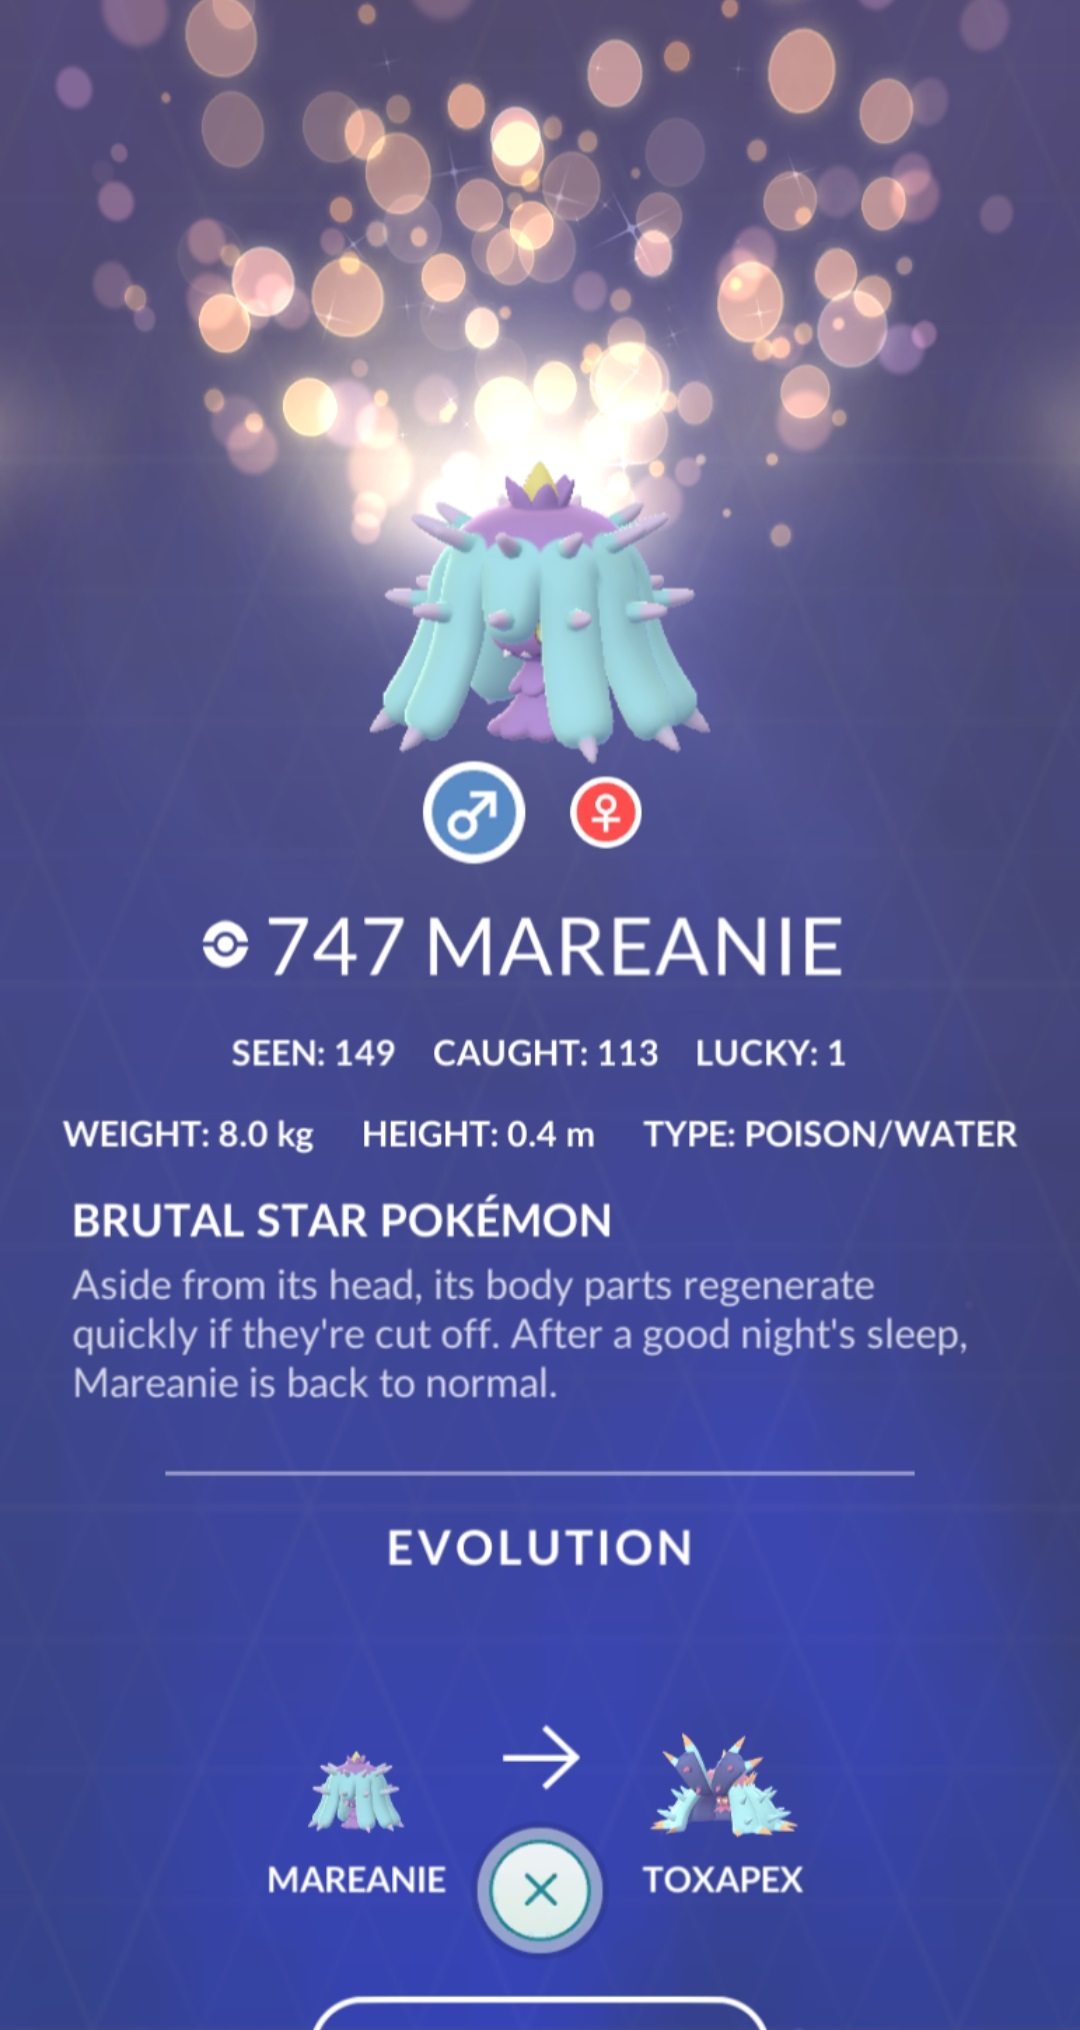 747 MAREANIE
SEEN: 149 CAUGHT: 113 LUCKY: 1
WEIGHT: 8.0 kg HEIGHT: 0.4 m TYPE: POISON/WATER
BRUTAL STAR POKÉMON
Aside from its head, its body parts regenerate
quickly if they're cut off. After a good night's sleep,
Mareanie is back to normal.
EVOLUTION
MAREANIE TOXAPEX